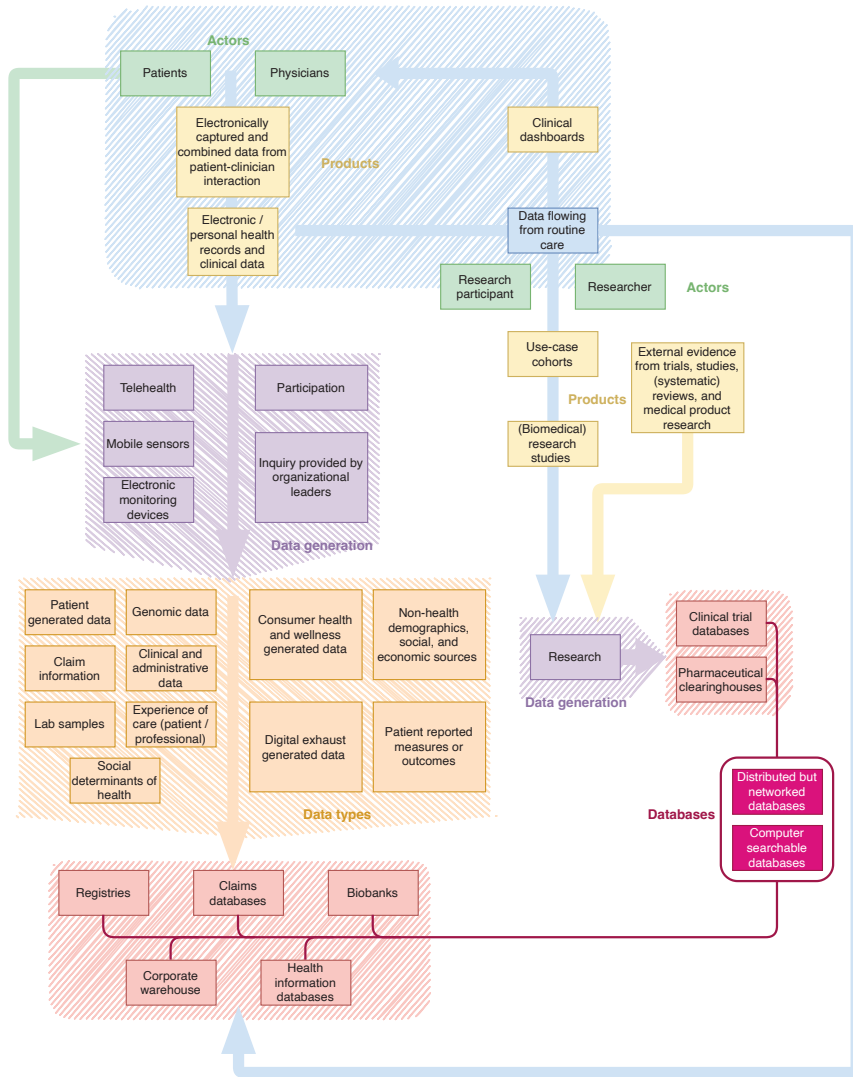 Actors
Patients
Physicians
Electronically
captured and
combined data from
patient-clinician
interaction
Products
Clinical
dashboards
Electronic /
personal health
records and
clinical data
Data flowing
from routine
care
Research
participant
Researcher
Actors
Use-case
cohorts
External evidence
from trials, studies,
(systematic)
reviews, and
medical product
research
Products
(Biomedical)
research
studies
Telehealth
Participation
Mobile sensors
Inquiry provided by
organizational
leaders
Electronic
monitoring
devices
Data generation
Patient
generated data
Genomic data
Consumer health
and wellness
generated data
Non-health
demographics,
social, and
economic sources
Claim
information
Clinical and
administrative
data
Lab samples
Experience of
care (patient /
professional)
Digital exhaust
generated data
Patient reported
measures or
outcomes
Social
determinants of
health
Data types
Research
Data generation
Clinical trial
databases
Pharmaceutical
clearinghouses
Databases
Distributed but
networked
databases
Computer
searchable
databases
Registries
Claims
databases
Biobanks
Corporate
warehouse
Health
information
databases